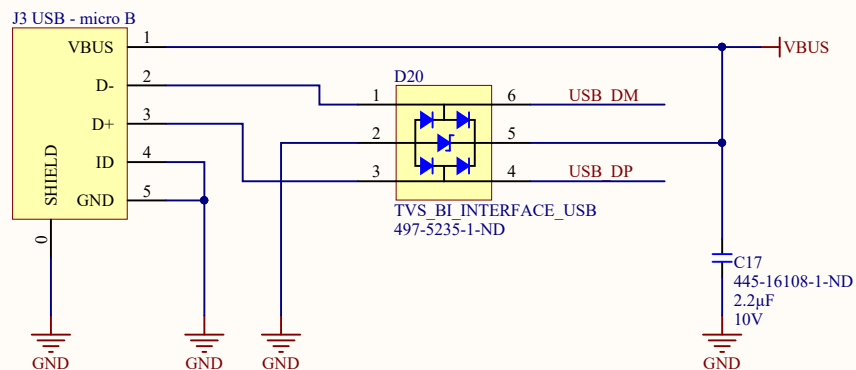 J3 USB - micro B
VBUS 1
D- 2
D+ 3
ID 4
GND 5
SHIELD
0
D20
1 6 USB_DM
2 5
3 4 USB_DP
TVS_BI_INTERFACE_USB
497-5235-1-ND
VBUS
C17
445-16108-1-ND
2.2µF
10V
GND GND GND GND